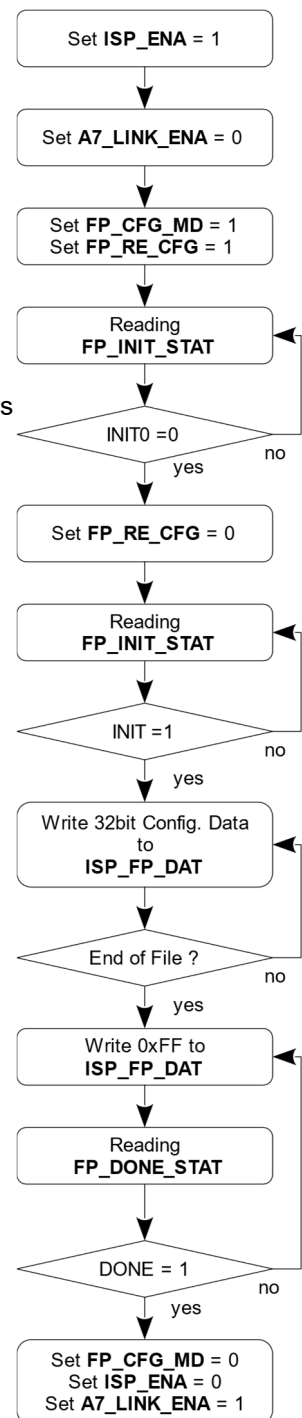 Set ISP_ENA = 1
Set A7_LINK_ENA = 0
Set FP_CFG_MD = 1
Set FP_RE_CFG = 1
Reading
FP_INIT_STAT
s
INIT0 =0
no
yes
Set FP_RE_CFG = 0
Reading
FP_INIT_STAT
INIT =1
no
yes
Write 32bit Config. Data
to
ISP_FP_DAT
End of File ?
no
yes
Write 0xFF to
ISP_FP_DAT
Reading
FP_DONE_STAT
DONE = 1
no
yes
Set FP_CFG_MD = 0
Set ISP_ENA = 0
Set A7_LINK_ENA = 1